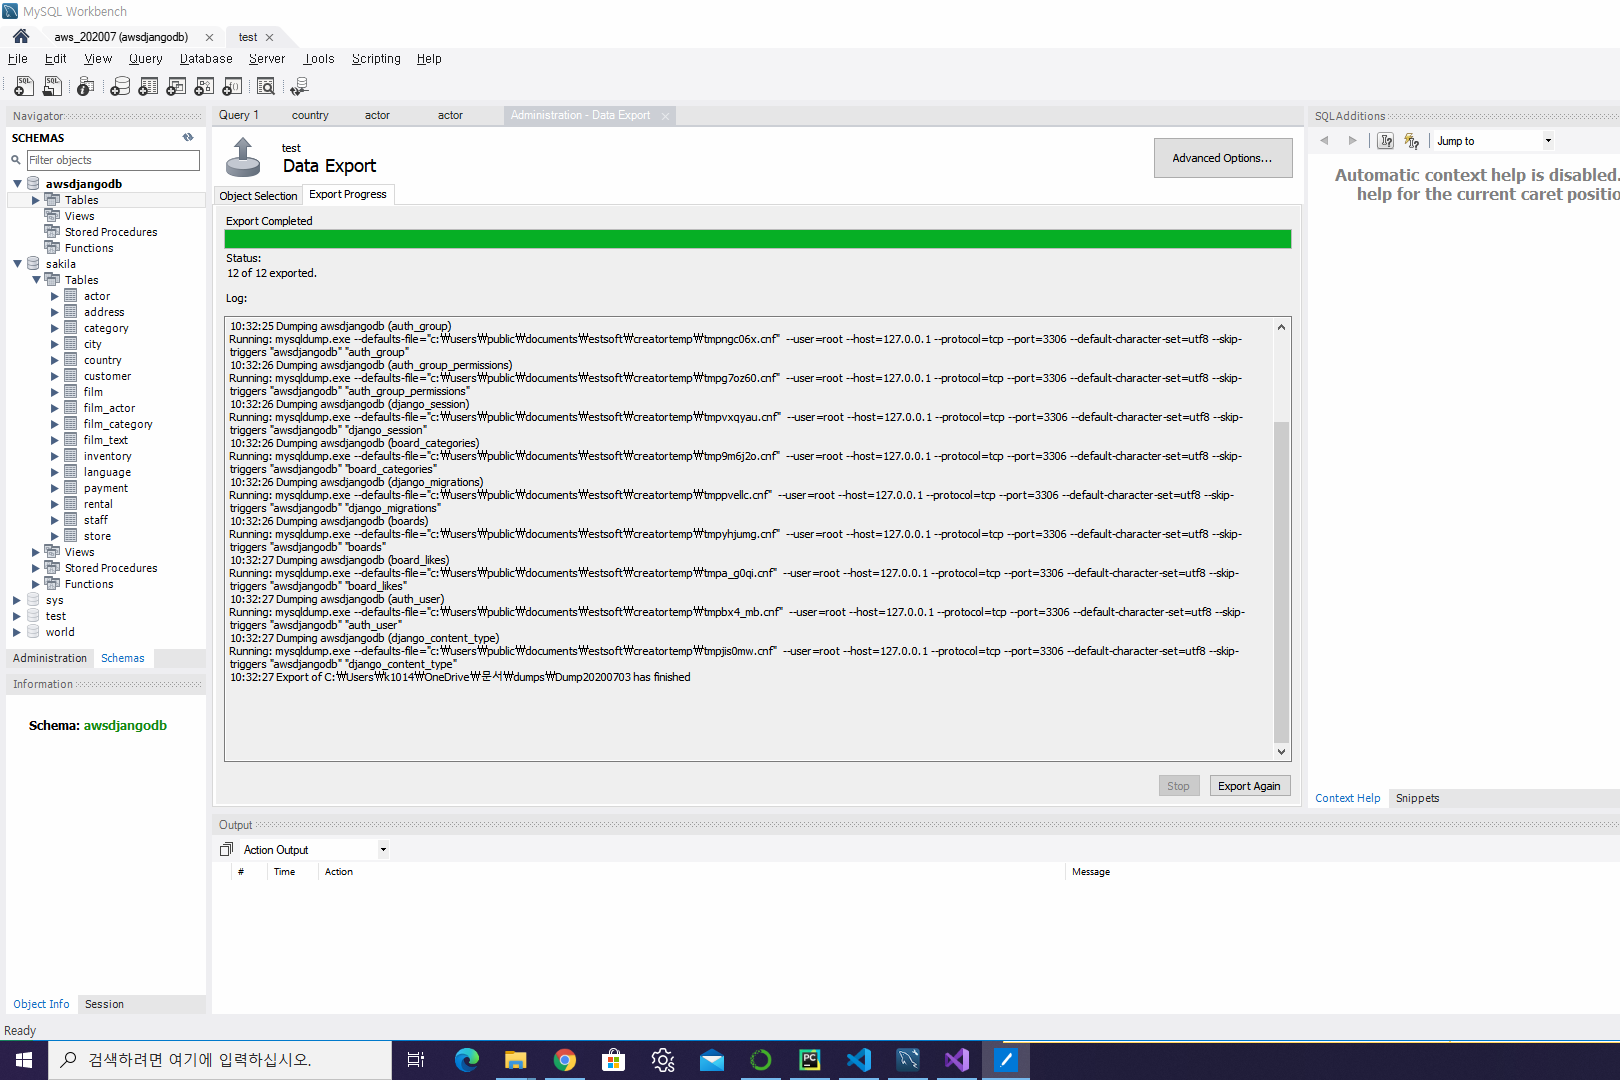 MySQL Workbench
aws_202007 (awsdjangodb)
test
File Edit View Query Database Server Tools Scripting Help
Navigator
SCHEMAS
Filter objects
awsdjangodb
Tables
Views
Stored Procedures
Functions
sakila
Tables
actor
address
category
city
country
customer
film
film_actor
film_category
film_text
inventory
language
payment
rental
staff
store
Views
Stored Procedures
Functions
sys
test
world
Administration Schemas
Information
Schema: awsdjangodb
Object Info Session
Query 1 country actor actor Administration - Data Export
test
Data Export
Advanced Options...
Object Selection Export Progress
Export Completed
Status:
12 of 12 exported.
Log:
10:32:25 Dumping awsdjangodb (auth_group)
Running: mysqldump.exe --defaults-file="c:₩users₩public₩documents₩estsoft₩creatortemp₩tmpngc06x.cnf" --user=root --host=127.0.0.1 --protocol=tcp --port=3306 --default-character-set=utf8 --skip-
triggers "awsdjangodb" "auth_group"
10:32:26 Dumping awsdjangodb (auth_group_permissions)
Running: mysqldump.exe --defaults-file="c:₩users₩public₩documents₩estsoft₩creatortemp₩tmpg7oz60.cnf" --user=root --host=127.0.0.1 --protocol=tcp --port=3306 --default-character-set=utf8 --skip-
triggers "awsdjangodb" "auth_group_permissions"
10:32:26 Dumping awsdjangodb (django_session)
Running: mysqldump.exe --defaults-file="c:₩users₩public₩documents₩estsoft₩creatortemp₩tmpvxqyau.cnf" --user=root --host=127.0.0.1 --protocol=tcp --port=3306 --default-character-set=utf8 --skip-
triggers "awsdjangodb" "django_session"
10:32:26 Dumping awsdjangodb (board_categories)
Running: mysqldump.exe --defaults-file="c:₩users₩public₩documents₩estsoft₩creatortemp₩tmp9m6j2o.cnf" --user=root --host=127.0.0.1 --protocol=tcp --port=3306 --default-character-set=utf8 --skip-
triggers "awsdjangodb" "board_categories"
10:32:26 Dumping awsdjangodb (django_migrations)
Running: mysqldump.exe --defaults-file="c:₩users₩public₩documents₩estsoft₩creatortemp₩tmppvellc.cnf" --user=root --host=127.0.0.1 --protocol=tcp --port=3306 --default-character-set=utf8 --skip-
triggers "awsdjangodb" "django_migrations"
10:32:26 Dumping awsdjangodb (boards)
Running: mysqldump.exe --defaults-file="c:₩users₩public₩documents₩estsoft₩creatortemp₩tmpyhjumg.cnf" --user=root --host=127.0.0.1 --protocol=tcp --port=3306 --default-character-set=utf8 --skip-
triggers "awsdjangodb" "boards"
10:32:27 Dumping awsdjangodb (board_likes)
Running: mysqldump.exe --defaults-file="c:₩users₩public₩documents₩estsoft₩creatortemp₩tmpa_g0qi.cnf" --user=root --host=127.0.0.1 --protocol=tcp --port=3306 --default-character-set=utf8 --skip-
triggers "awsdjangodb" "board_likes"
10:32:27 Dumping awsdjangodb (auth_user)
Running: mysqldump.exe --defaults-file="c:₩users₩public₩documents₩estsoft₩creatortemp₩tmpbx4_mb.cnf" --user=root --host=127.0.0.1 --protocol=tcp --port=3306 --default-character-set=utf8 --skip-
triggers "awsdjangodb" "auth_user"
10:32:27 Dumping awsdjangodb (django_content_type)
Running: mysqldump.exe --defaults-file="c:₩users₩public₩documents₩estsoft₩creatortemp₩tmpjis0mw.cnf" --user=root --host=127.0.0.1 --protocol=tcp --port=3306 --default-character-set=utf8 --skip-
triggers "awsdjangodb" "django_content_type"
10:32:27 Export of C:₩Users₩k1014₩OneDrive₩문서₩dumps₩Dump20200703 has finished
Stop Export Again
SQLAdditions
Jump to
Automatic context help is disabled.
help for the current caret positio
Context Help Snippets
Output
Action Output
# Time Action Message
Ready
검색하려면 여기에 입력하십시오.
PC